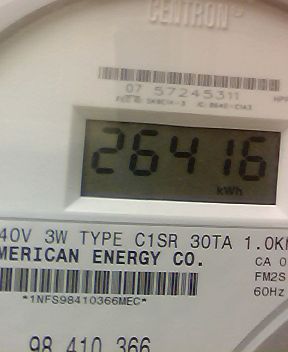 CENTRON®
07 57245311
26416
kWh
40V 3W TYPE C1SR 30TA 1.0K
MERICAN ENERGY CO.
CA 0
FM2S
*1NFS98410366MEC*
60Hz
98 410 366